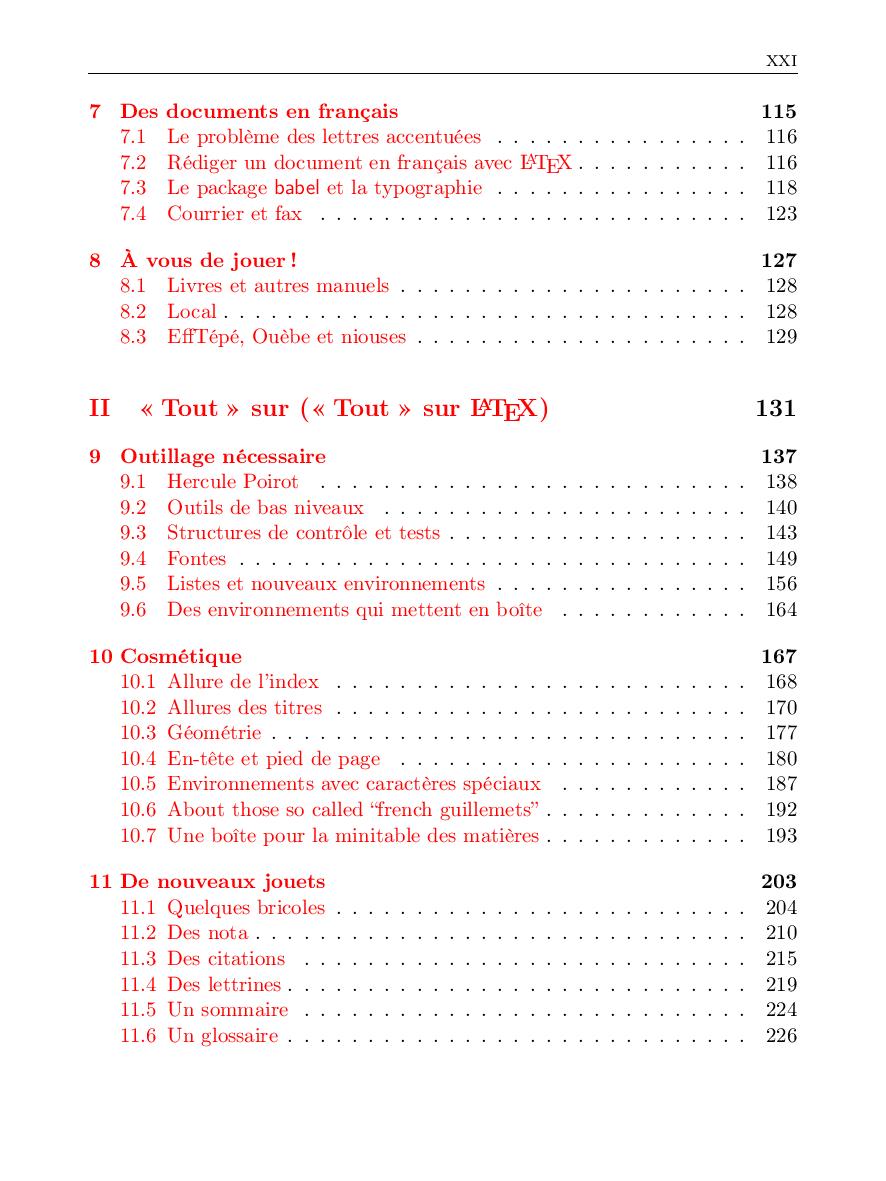 XXI
7 Des documents en français 115
7.1 Le problème des lettres accentuées . . . . . . . . . . . . . . . . 116
7.2 Rédiger un document en français avec LATEX . . . . . . . . . . . 116
7.3 Le package babel et la typographie . . . . . . . . . . . . . . . . 118
7.4 Courrier et fax . . . . . . . . . . . . . . . . . . . . . . . . . . . 123
8 À vous de jouer ! 127
8.1 Livres et autres manuels . . . . . . . . . . . . . . . . . . . . . . 128
8.2 Local . . . . . . . . . . . . . . . . . . . . . . . . . . . . . . . . . 128
8.3 EffTépé, Ouèbe et niouses . . . . . . . . . . . . . . . . . . . . . 129
II « Tout » sur (« Tout » sur LATEX) 131
9 Outillage nécessaire 137
9.1 Hercule Poirot . . . . . . . . . . . . . . . . . . . . . . . . . . . 138
9.2 Outils de bas niveaux . . . . . . . . . . . . . . . . . . . . . . . 140
9.3 Structures de contrôle et tests . . . . . . . . . . . . . . . . . . . 143
9.4 Fontes . . . . . . . . . . . . . . . . . . . . . . . . . . . . . . . . 149
9.5 Listes et nouveaux environnements . . . . . . . . . . . . . . . . 156
9.6 Des environnements qui mettent en boîte . . . . . . . . . . . . 164
10 Cosmétique 167
10.1 Allure de l'index . . . . . . . . . . . . . . . . . . . . . . . . . . 168
10.2 Allures des titres . . . . . . . . . . . . . . . . . . . . . . . . . . 170
10.3 Géométrie . . . . . . . . . . . . . . . . . . . . . . . . . . . . . . 177
10.4 En-tête et pied de page . . . . . . . . . . . . . . . . . . . . . . 180
10.5 Environnements avec caractères spéciaux . . . . . . . . . . . . 187
10.6 About those so called “french guillemets” . . . . . . . . . . . . . 192
10.7 Une boîte pour la minitable des matières . . . . . . . . . . . . . 193
11 De nouveaux jouets 203
11.1 Quelques bricoles . . . . . . . . . . . . . . . . . . . . . . . . . . 204
11.2 Des nota . . . . . . . . . . . . . . . . . . . . . . . . . . . . . . . 210
11.3 Des citations . . . . . . . . . . . . . . . . . . . . . . . . . . . . 215
11.4 Des lettrines . . . . . . . . . . . . . . . . . . . . . . . . . . . . . 219
11.5 Un sommaire . . . . . . . . . . . . . . . . . . . . . . . . . . . . 224
11.6 Un glossaire . . . . . . . . . . . . . . . . . . . . . . . . . . . . . 226